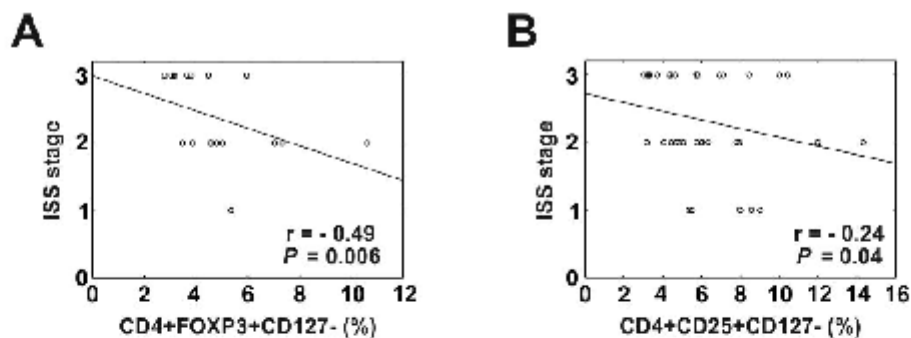 A
ISS stage
3
2
1
0
0 2 4 6 8 10 12
r = - 0.49
P = 0.006
CD4+FOXP3+CD127- (%)
B
ISS stage
3
2
1
0
0 2 4 6 8 10 12 14 16
r = - 0.24
P = 0.04
CD4+CD25+CD127- (%)